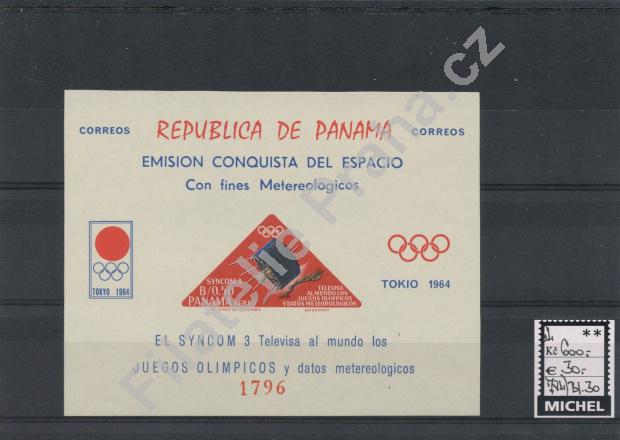 CORREOS REPUBLICA DE PANAMA CORREOS
EMISION CONQUISTA DEL ESPACIO
Con fines Metereologicos
TOKYO 1964
SYNCOM 3
B/0.50
PANAMA AEREO
TELEVISA
AL MUNDO LOS
JUEGOS OLIMPICOS
Y DATOS METEOROLOGICOS
TOKIO 1964
EL SYNCOM 3 Televisa al mundo los
JUEGOS OLIMPICOS y datos metereologicos
1796
Filatelie Praha.cz
**
Kč 600.-
€ 30.-
MICHEL